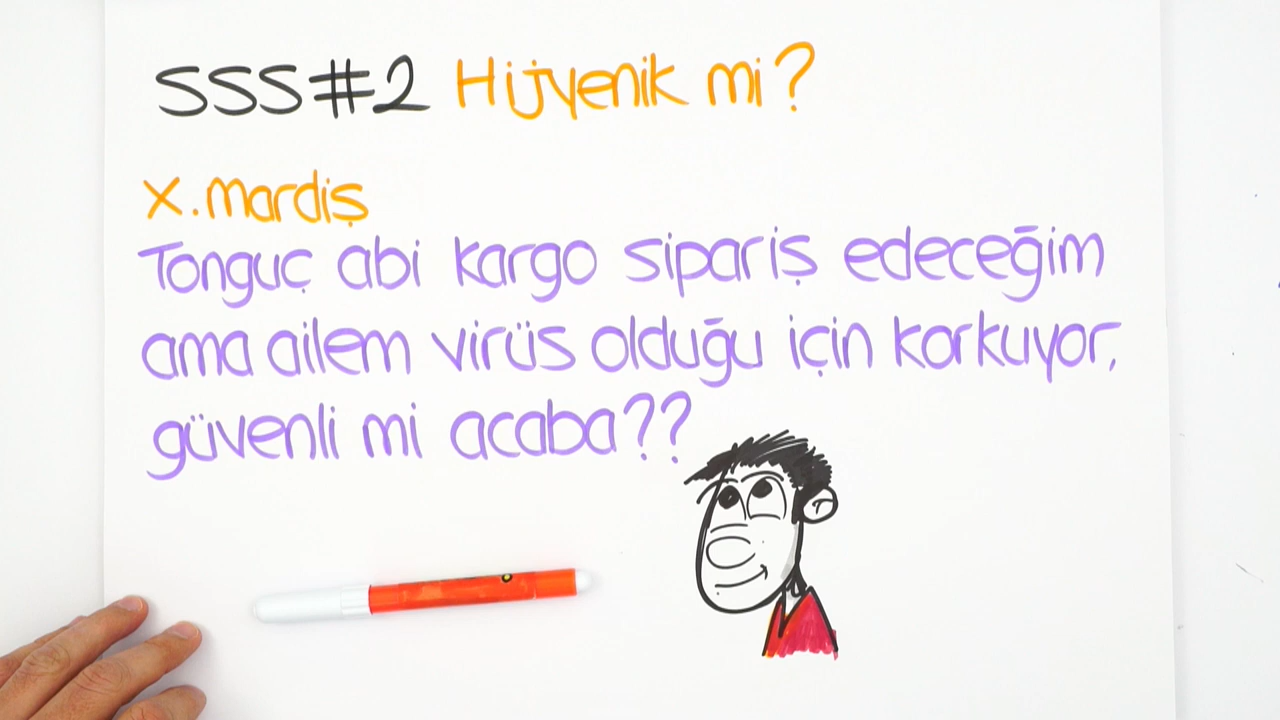 SSS#2 Hijyenik mi?
x.mardiş
Tonguç abi kargo sipariş edeceğim
ama ailem virüs olduğu için korkuyor,
güvenli mi acaba??